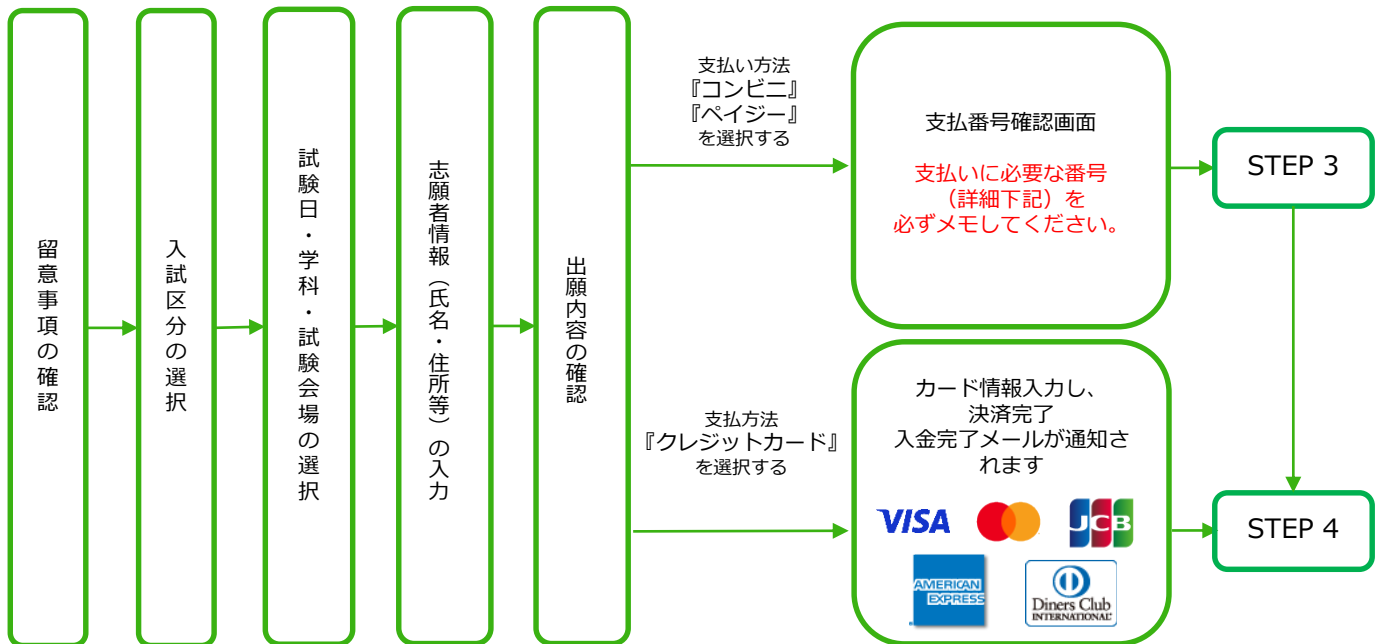 留意事項の確認
入試区分の選択
試験日・学科・試験会場の選択
志願者情報（氏名・住所等）の入力
出願内容の確認
支払い方法
『コンビニ』
『ペイジー』
を選択する
支払番号確認画面
支払いに必要な番号
（詳細下記）を
必ずメモしてください。
STEP 3
支払方法
『クレジットカード』
を選択する
カード情報入力し、
決済完了
入金完了メールが通知さ
れます
VISA
JCB
AMERICAN
EXPRESS
Diners Club
INTERNATIONAL
STEP 4